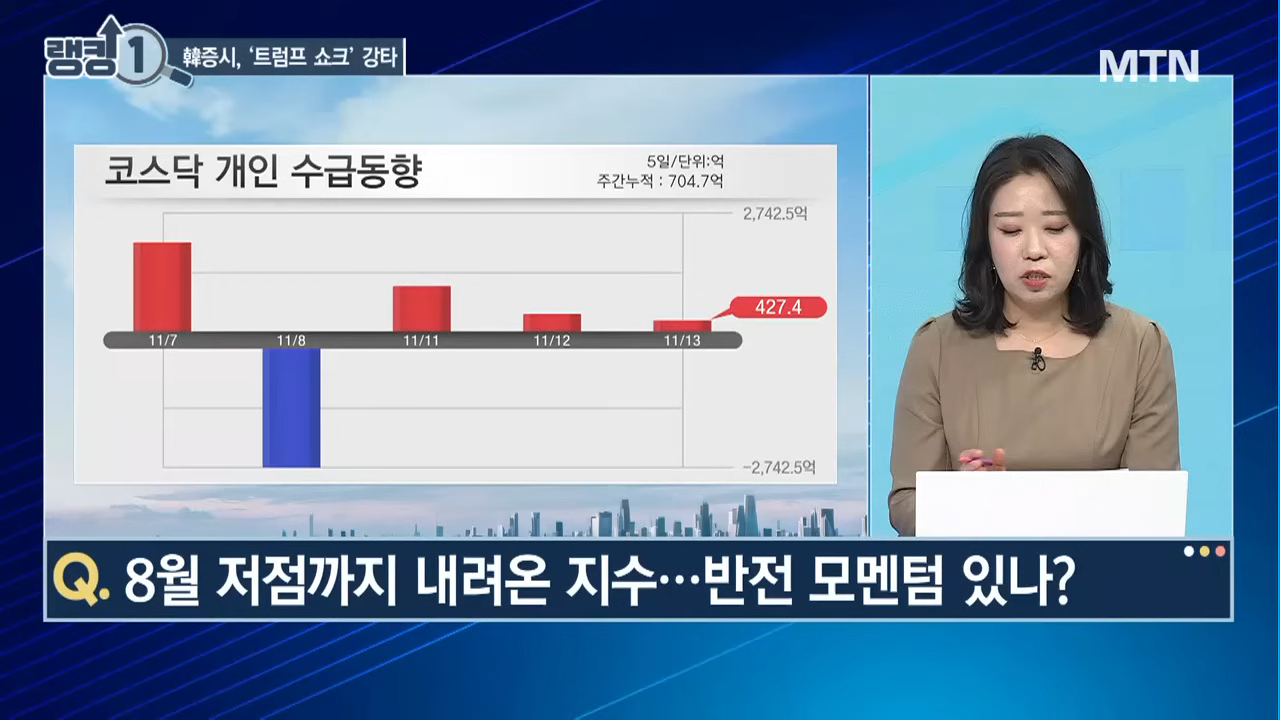 랭킹 1
韓증시, ‘트럼프 쇼크’ 강타
MTN
코스닥 개인 수급동향
5일/단위:억
주간누적 : 704.7억
2,742.5억
427.4
11/7 11/8 11/11 11/12 11/13
-2,742.5억
Q. 8월 저점까지 내려온 지수…반전 모멘텀 있나?